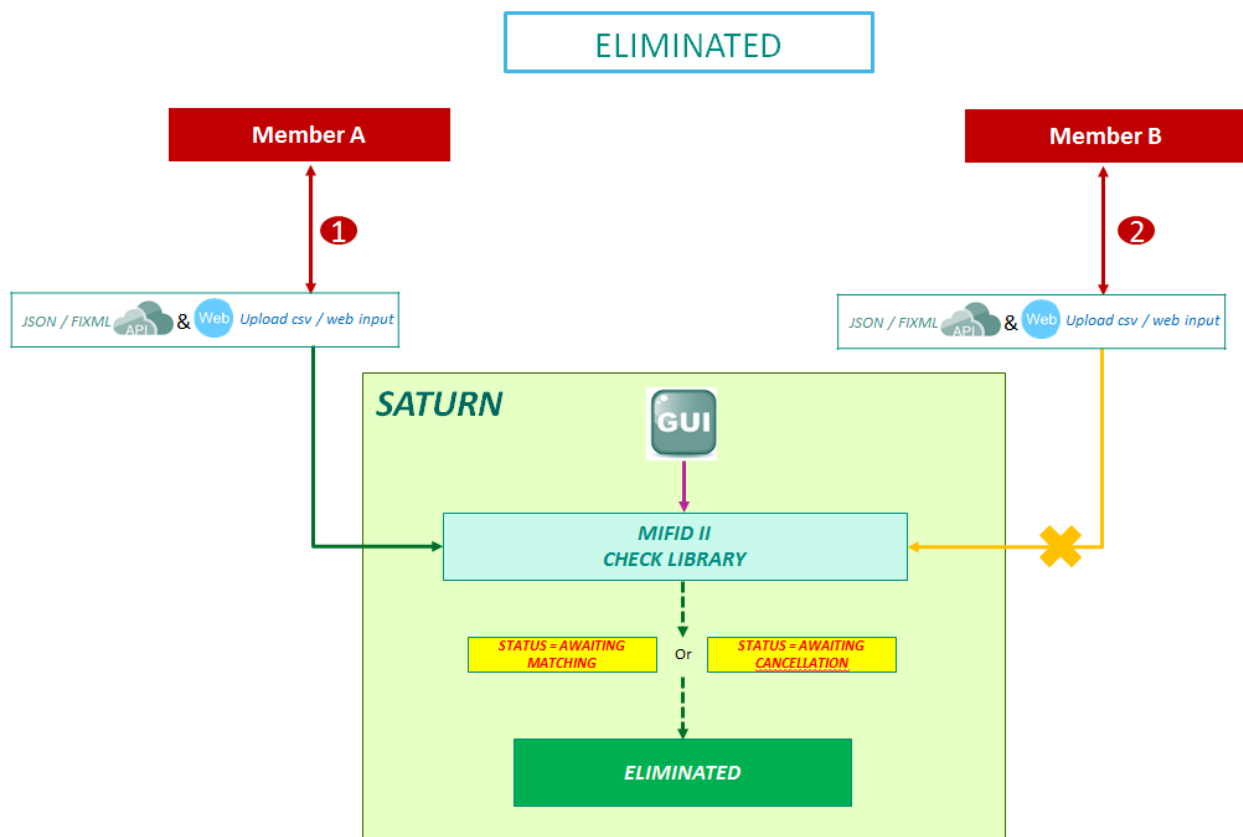 ELIMINATED
Member A
Member B
1
2
JSON / FIXML API & Web Upload csv / web input
JSON / FIXML API & Web Upload csv / web input
SATURN
GUI
MIFID II
CHECK LIBRARY
STATUS = AWAITING
MATCHING
Or
STATUS = AWAITING
CANCELLATION
ELIMINATED